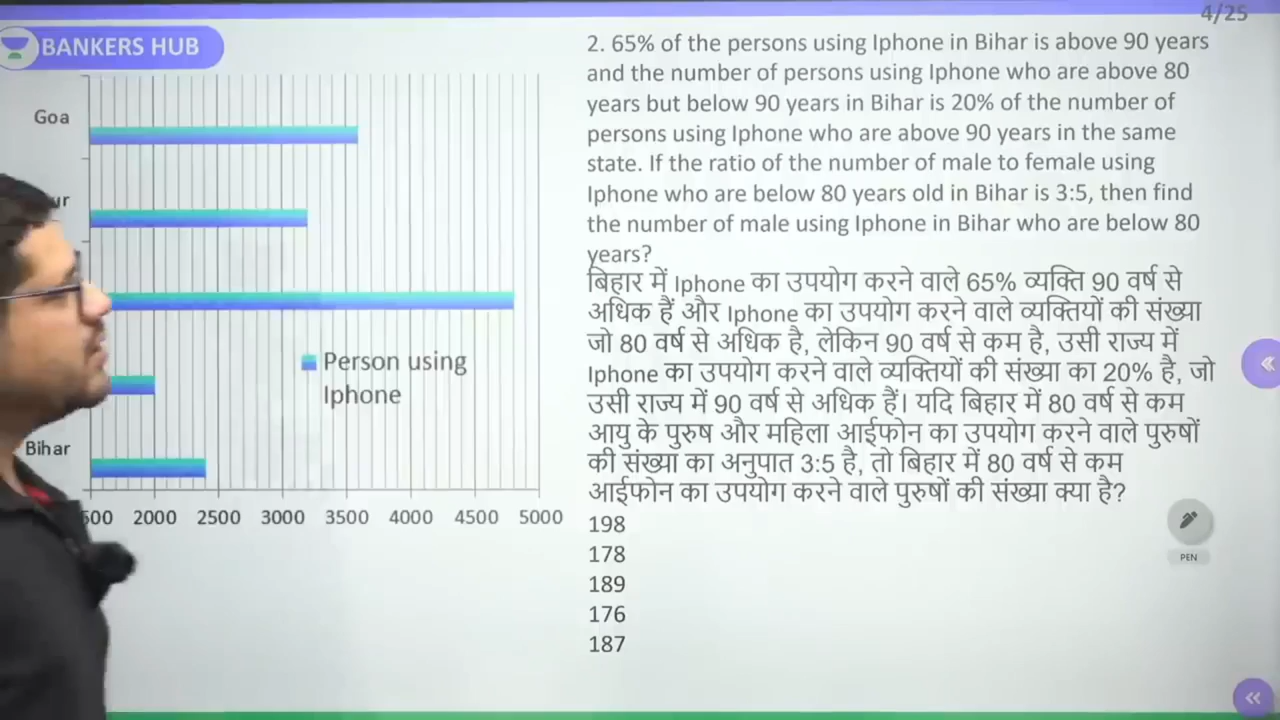 4/25
BANKERS HUB
2. 65% of the persons using Iphone in Bihar is above 90 years
and the number of persons using Iphone who are above 80
years but below 90 years in Bihar is 20% of the number of
persons using Iphone who are above 90 years in the same
state. If the ratio of the number of male to female using
Iphone who are below 80 years old in Bihar is 3:5, then find
the number of male using Iphone in Bihar who are below 80
years?
बिहार में Iphone का उपयोग करने वाले 65% व्यक्ति 90 वर्ष से
अधिक हैं और Iphone का उपयोग करने वाले व्यक्तियों की संख्या
जो 80 वर्ष से अधिक है, लेकिन 90 वर्ष से कम है, उसी राज्य में
Iphone का उपयोग करने वाले व्यक्तियों की संख्या का 20% है, जो
उसी राज्य में 90 वर्ष से अधिक हैं। यदि बिहार में 80 वर्ष से कम
आयु के पुरुष और महिला आईफोन का उपयोग करने वाले पुरुषों
की संख्या का अनुपात 3:5 है, तो बिहार में 80 वर्ष से कम
आईफोन का उपयोग करने वाले पुरुषों की संख्या क्या है?
198
178
189
176
187
Goa
Person using
Iphone
Bihar
500 2000 2500 3000 3500 4000 4500 5000
PEN